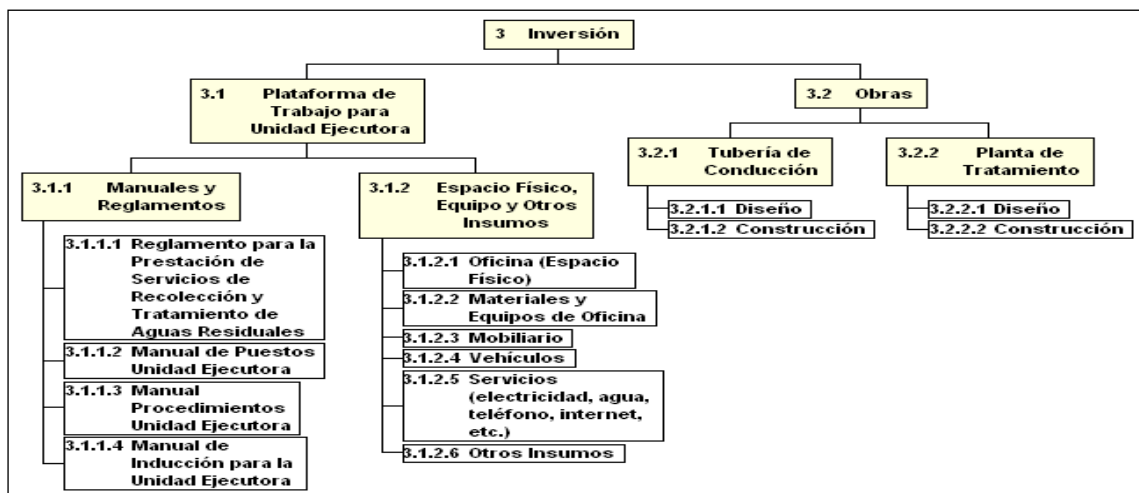 3 Inversión
3.1 Plataforma de
Trabajo para
Unidad Ejecutora
3.2 Obras
3.1.1 Manuales y
Reglamentos
3.1.2 Espacio Físico,
Equipo y Otros
Insumos
3.2.1 Tubería de
Conducción
3.2.2 Planta de
Tratamiento
3.1.1.1 Reglamento para la
Prestación de
Servicios de
Recolección y
Tratamiento de
Aguas Residuales
3.1.1.2 Manual de Puestos
Unidad Ejecutora
3.1.1.3 Manual
Procedimientos
Unidad Ejecutora
3.1.1.4 Manual de
Inducción para la
Unidad Ejecutora
3.1.2.1 Oficina (Espacio
Físico)
3.1.2.2 Materiales y
Equipos de Oficina
3.1.2.3 Mobiliario
3.1.2.4 Vehículos
3.1.2.5 Servicios
(electricidad, agua,
teléfono, internet,
etc.)
3.1.2.6 Otros Insumos
3.2.1.1 Diseño
3.2.1.2 Construcción
3.2.2.1 Diseño
3.2.2.2 Construcción